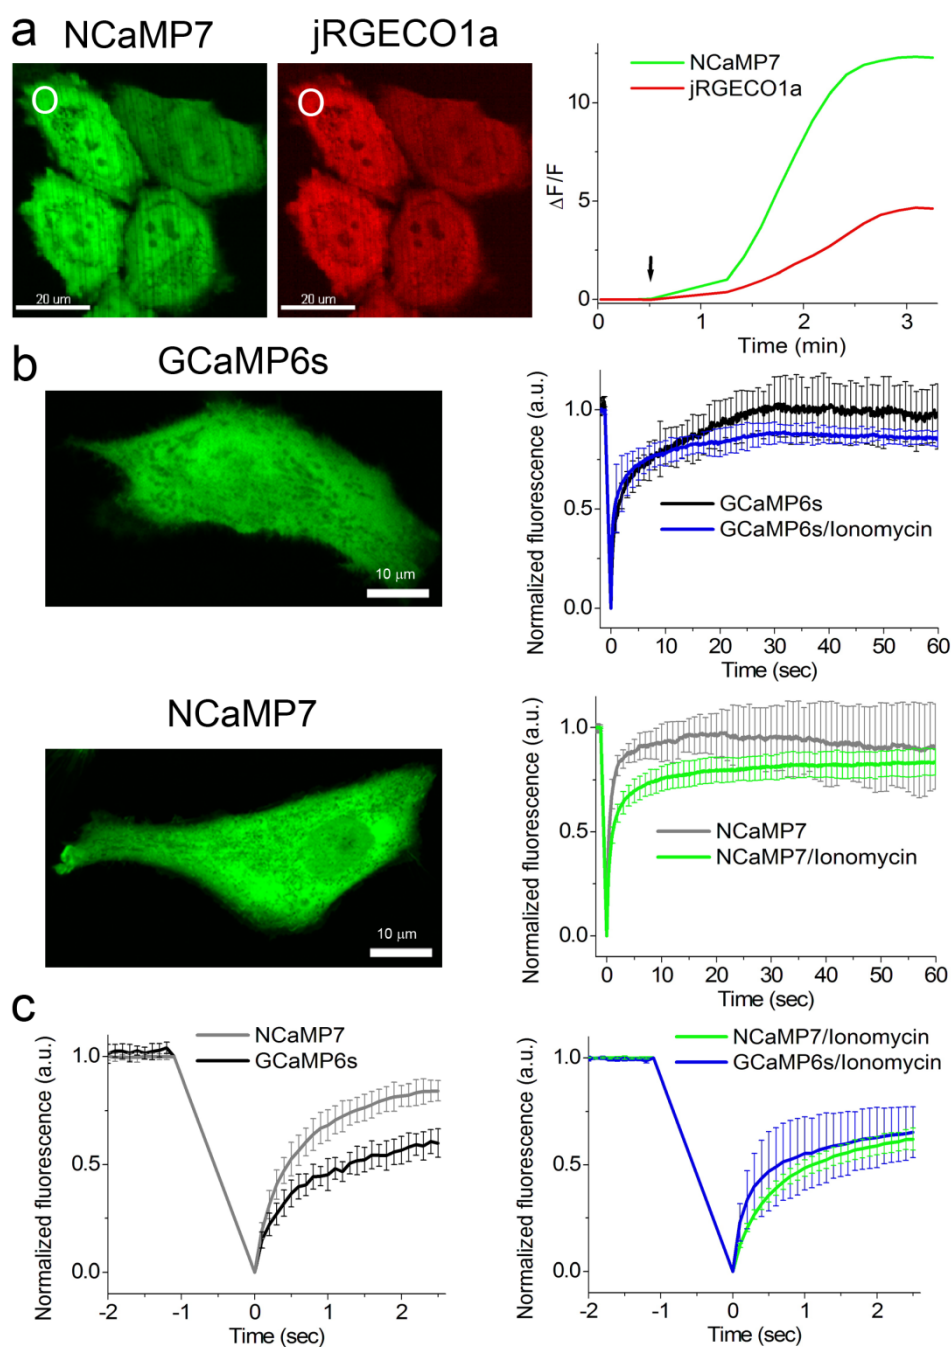 a
NCaMP7
jRGECO1a
O
O
20 um
20 um
NCaMP7
jRGECO1a
ΔF/F
10
5
0
0
1
2
3
Time (min)
b
GCaMP6s
10 μm
Normalized fluorescence (a.u.)
1.0
0.5
0.0
GCaMP6s
GCaMP6s/Ionomycin
0 10 20 30 40 50 60
Time (sec)
NCaMP7
10 μm
Normalized fluorescence (a.u.)
1.0
0.5
0.0
NCaMP7
NCaMP7/Ionomycin
0 10 20 30 40 50 60
Time (sec)
c
NCaMP7
GCaMP6s
Normalized fluorescence (a.u.)
1.0
0.5
0.0
-2 -1 0 1 2
Time (sec)
NCaMP7/Ionomycin
GCaMP6s/Ionomycin
Normalized fluorescence (a.u.)
1.0
0.5
0.0
-2 -1 0 1 2
Time (sec)